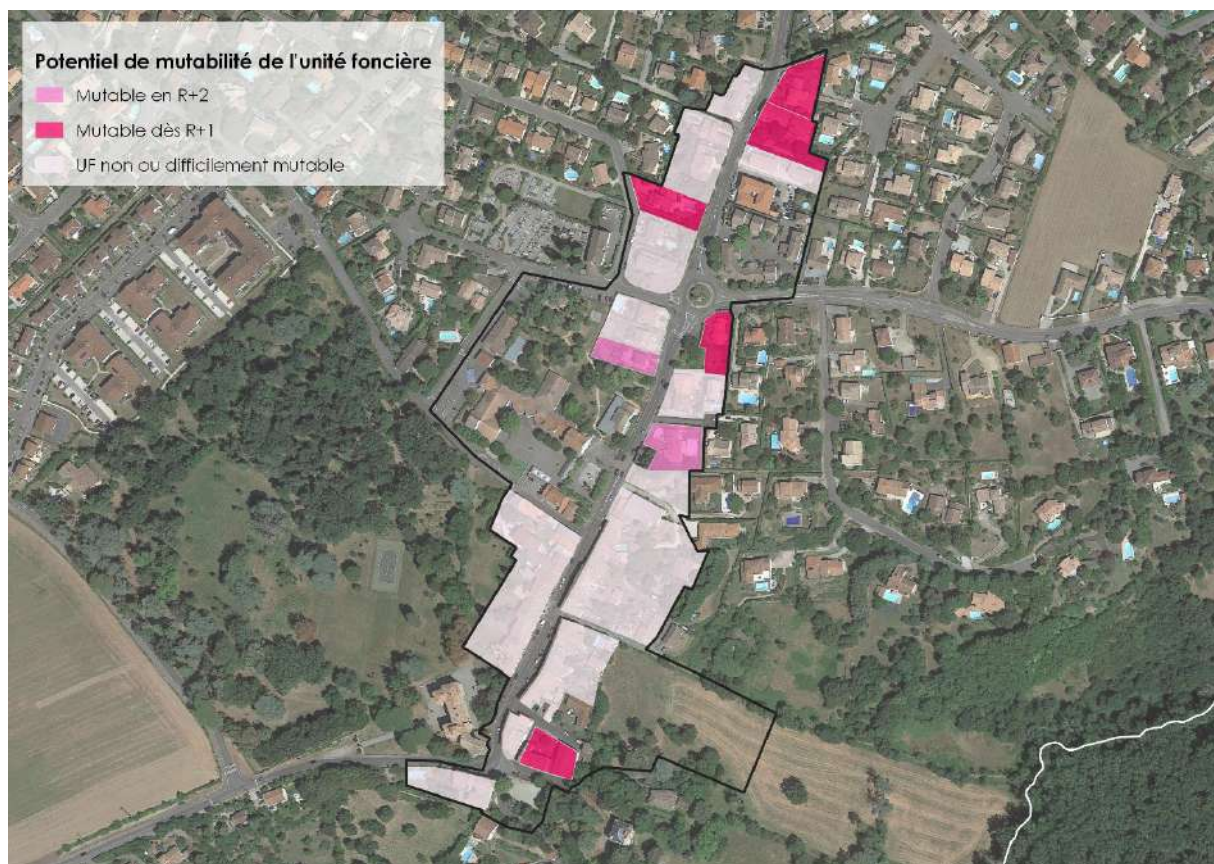 Potentiel de mutabilité de l'unité foncière
Mutable en R+2
Mutable dès R+1
UF non ou difficilement mutable